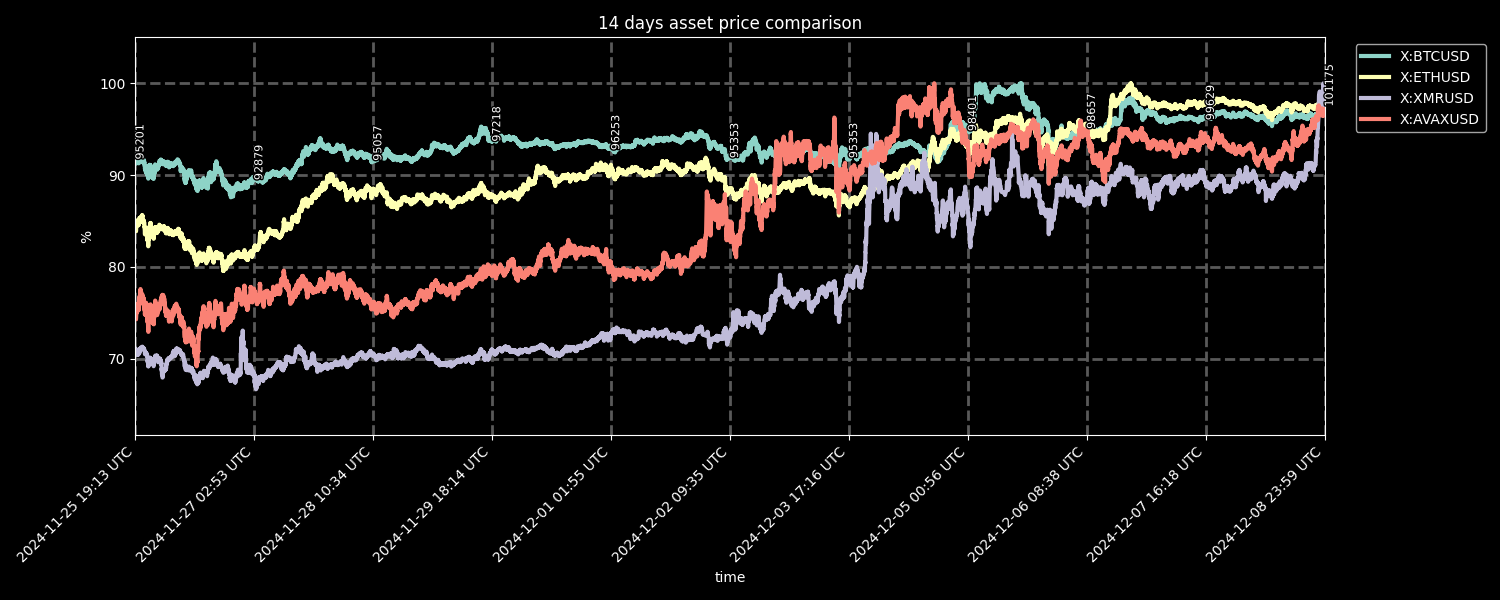 14 days asset price comparison
X:BTCUSD
X:ETHUSD
X:XMRUSD
X:AVAXUSD
100
90
80
70
%
95201
92879
95057
97218
96253
95353
95353
98401
98657
99629
101175
2024-11-25 19:13 UTC
2024-11-27 02:53 UTC
2024-11-28 10:34 UTC
2024-11-29 18:14 UTC
2024-12-01 01:55 UTC
2024-12-02 09:35 UTC
2024-12-03 17:16 UTC
2024-12-05 00:56 UTC
2024-12-06 08:38 UTC
2024-12-07 16:18 UTC
2024-12-08 23:59 UTC
time